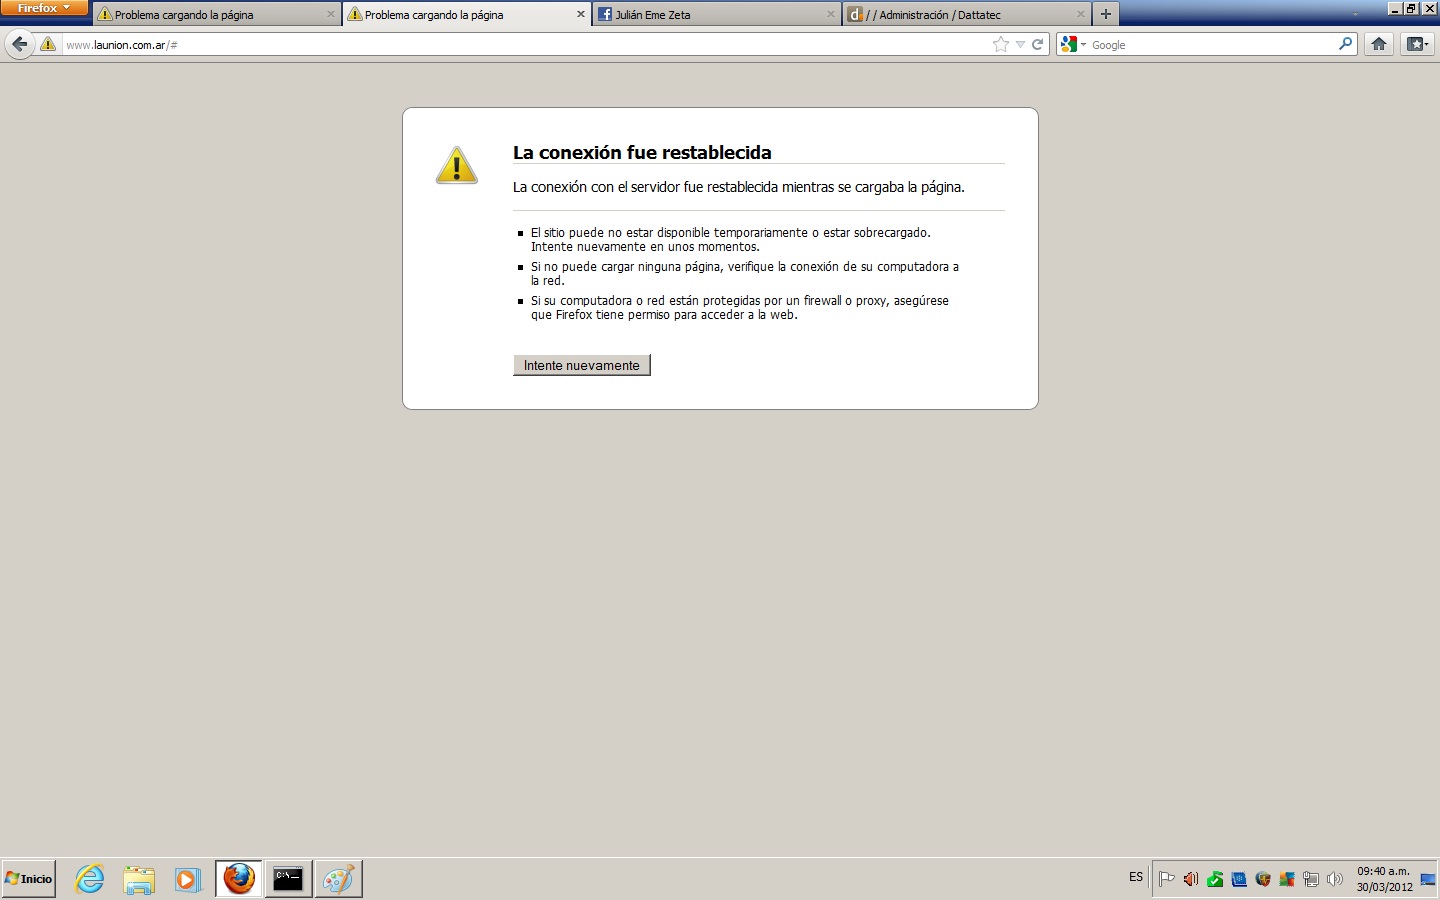 Firefox
Problema cargando la página
Problema cargando la página
Julián Eme Zeta
/ / Administración / Dattatec
www.launion.com.ar/#
Google
La conexión fue restablecida
La conexión con el servidor fue restablecida mientras se cargaba la página.
El sitio puede no estar disponible temporariamente o estar sobrecargado.
Intente nuevamente en unos momentos.
Si no puede cargar ninguna página, verifique la conexión de su computadora a
la red.
Si su computadora o red están protegidas por un firewall o proxy, asegúrese
que Firefox tiene permiso para acceder a la web.
Intente nuevamente
Inicio
C:\_
ES
09:40 a.m.
30/03/2012